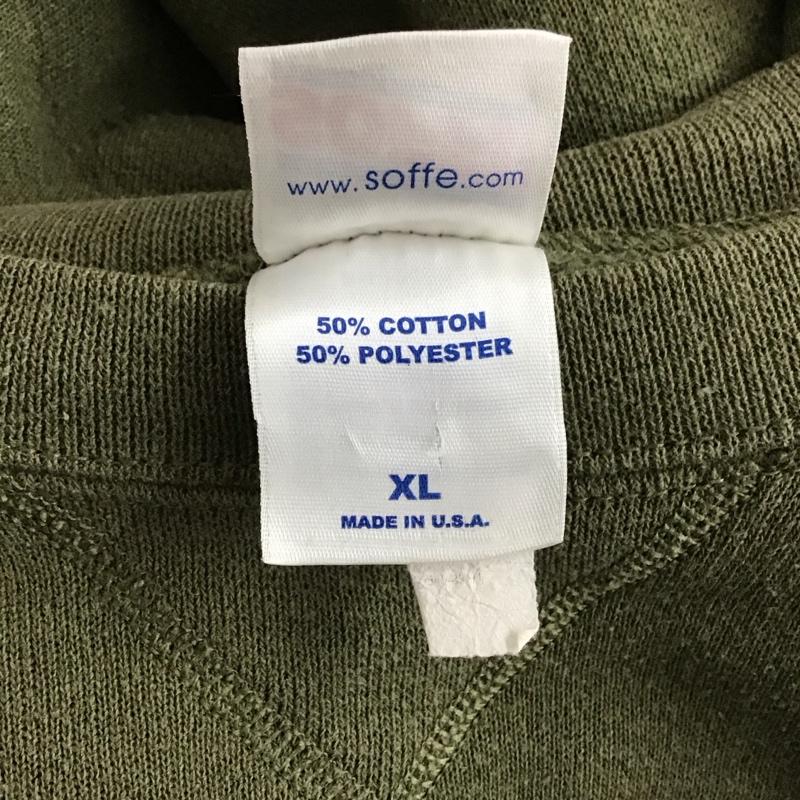 www.soffe.com
50% COTTON
50% POLYESTER
XL
MADE IN U.S.A.